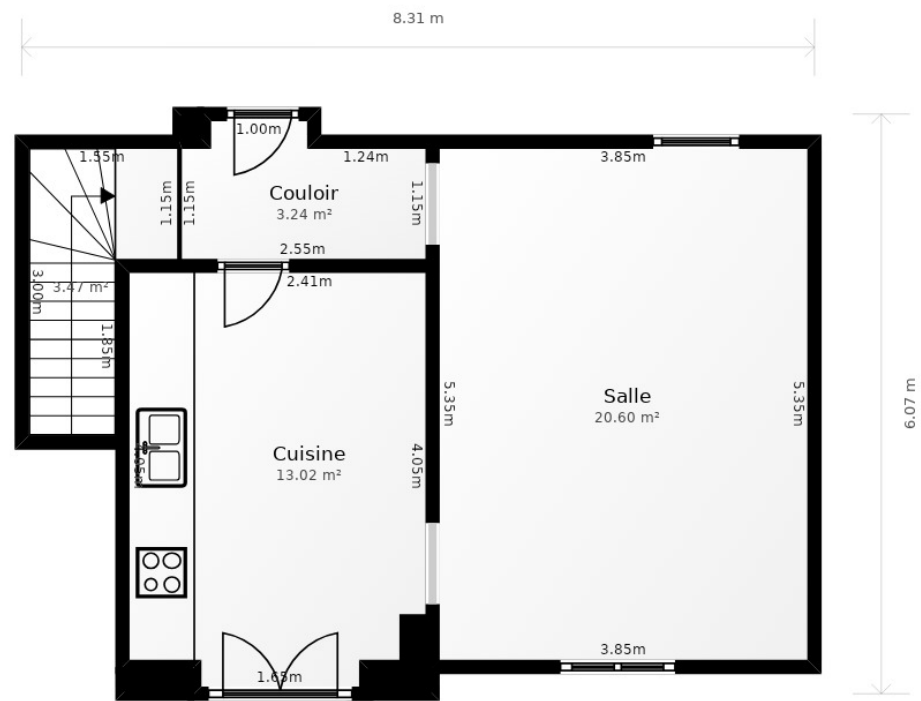 8.31 m
1.00m
1.55m
1.24m
3.85m
1.15m
1.15m
1.15m
Couloir
3.24 m²
2.55m
2.41m
3.00m
3.47 m²
1.85m
5.35m
5.35m
6.07 m
Salle
20.60 m²
Cuisine
13.02 m²
4.05m
4.05m
3.85m
1.65m